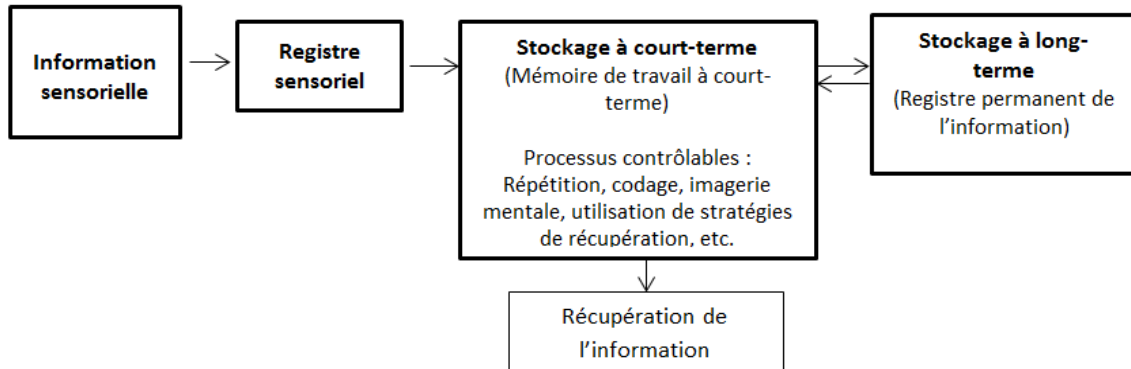 Information
sensorielle
Registre
sensoriel
Stockage à court-terme
(Mémoire de travail à court-
terme)
Processus contrôlables :
Répétition, codage, imagerie
mentale, utilisation de stratégies
de récupération, etc.
Stockage à long-
terme
(Registre permanent de
l’information)
Récupération de
l’information